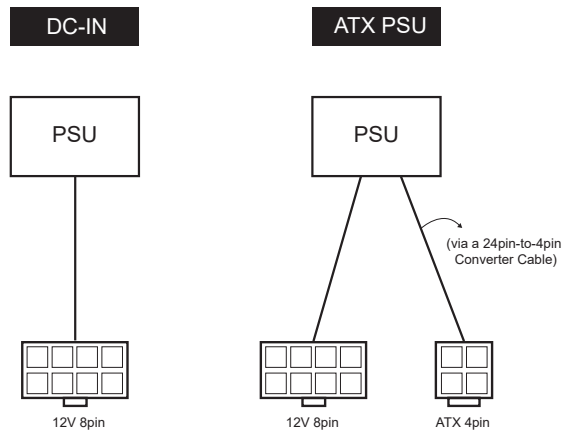 DC-IN
ATX PSU
PSU
PSU
(via a 24pin-to-4pin
Converter Cable)
12V 8pin
12V 8pin
ATX 4pin